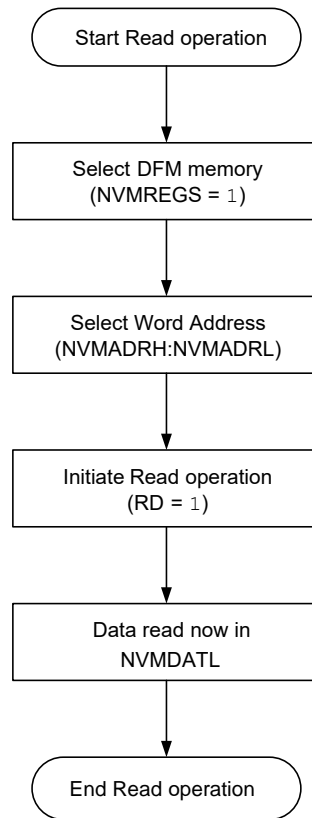 Start Read operation
Select DFM memory
(NVMREGS = 1)
Select Word Address
(NVMADRH:NVMADRL)
Initiate Read operation
(RD = 1)
Data read now in
NVMDATL
End Read operation